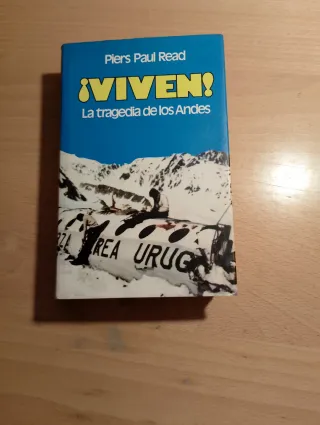 Piers Paul Read
¡VIVEN!
La tragedia de los Andes
REA URUG